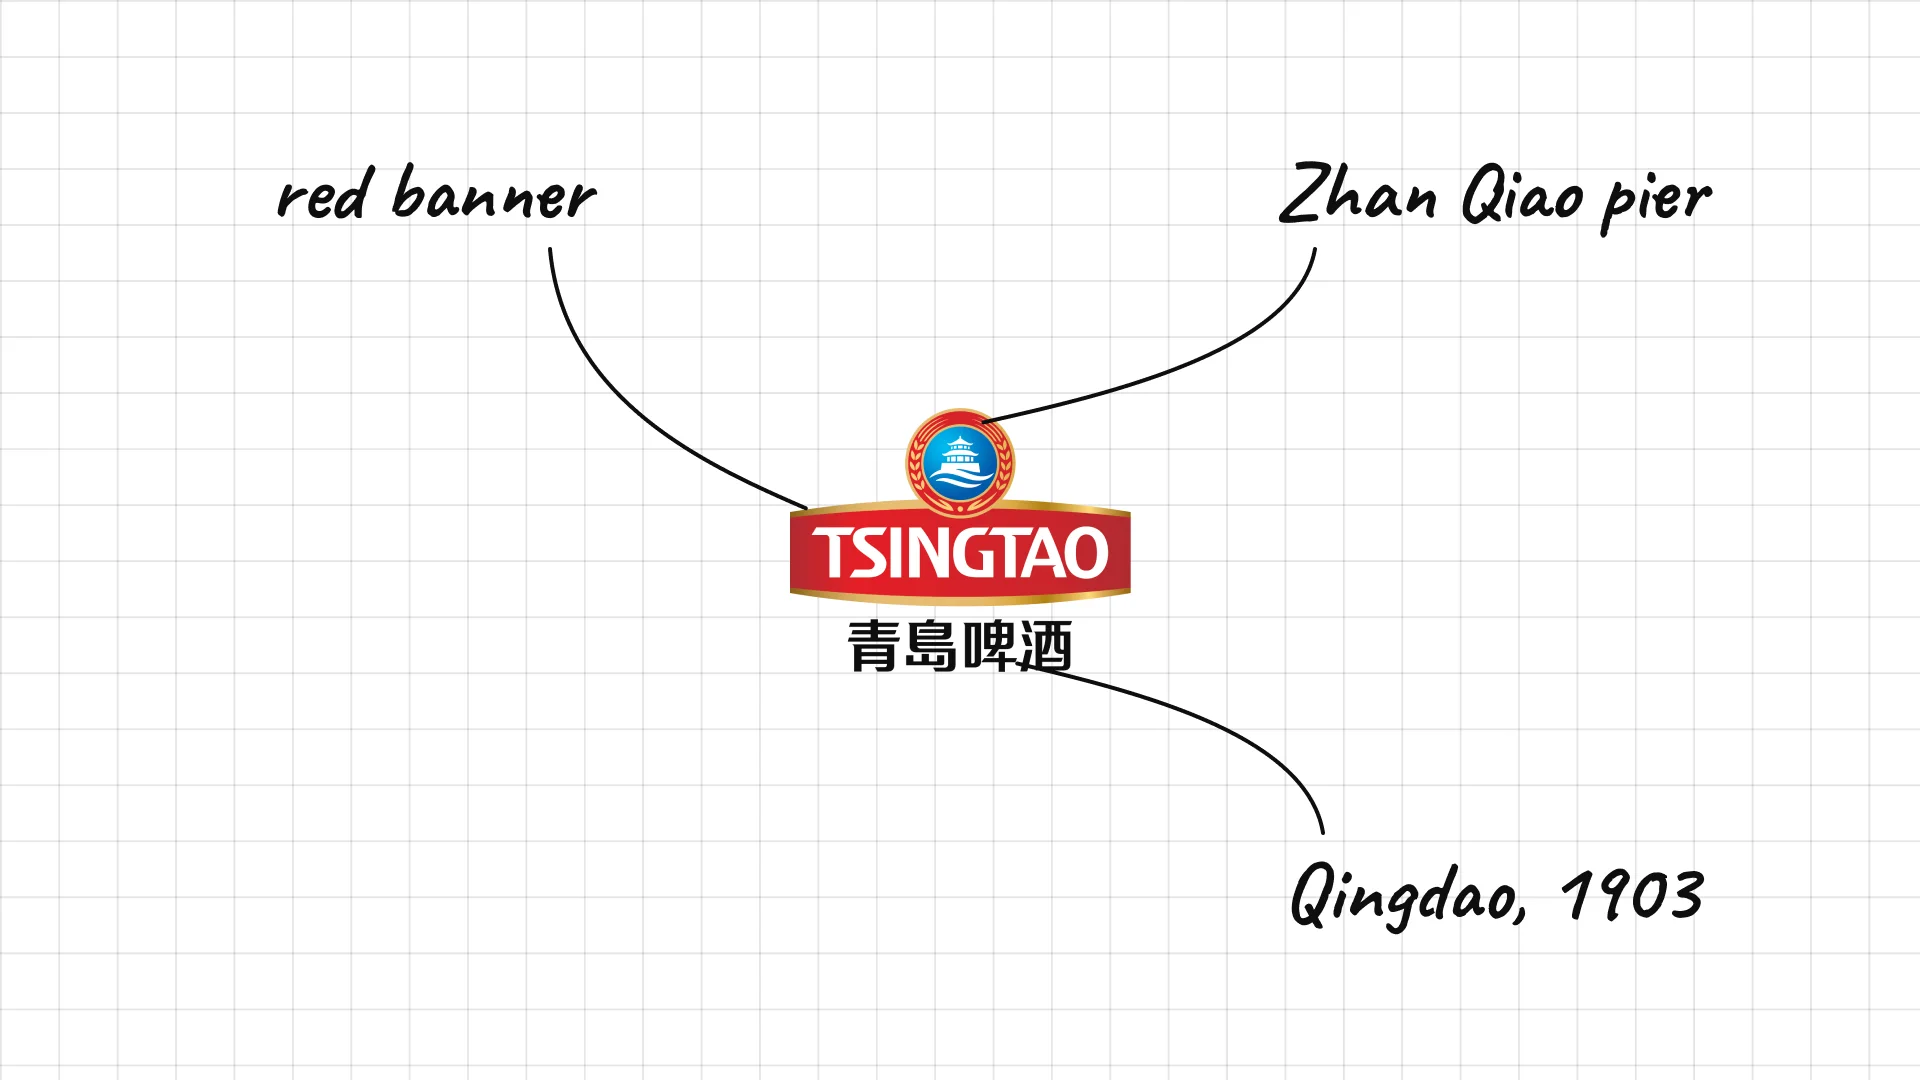 red banner
Zhan Qiao pier
TSINGTAO
青島啤酒
Qingdao, 1903